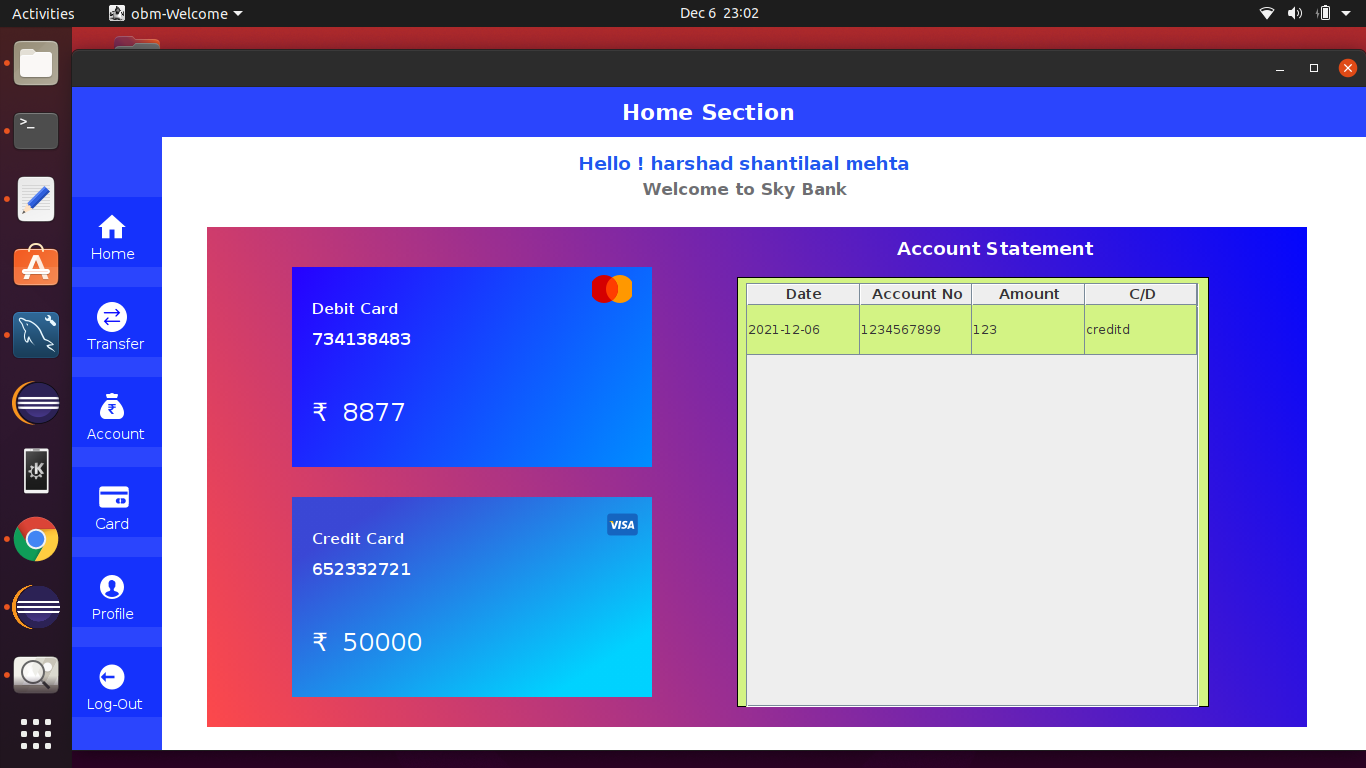 Activities obm-Welcome Dec 6 23:02
Home Section
Hello ! harshad shantilaal mehta
Welcome to Sky Bank
Home
Transfer
Account
Card
Profile
Log-Out
Debit Card
734138483
₹ 8877
Credit Card
VISA
652332721
₹ 50000
Account Statement
Date Account No Amount C/D
2021-12-06 1234567899 123 creditd